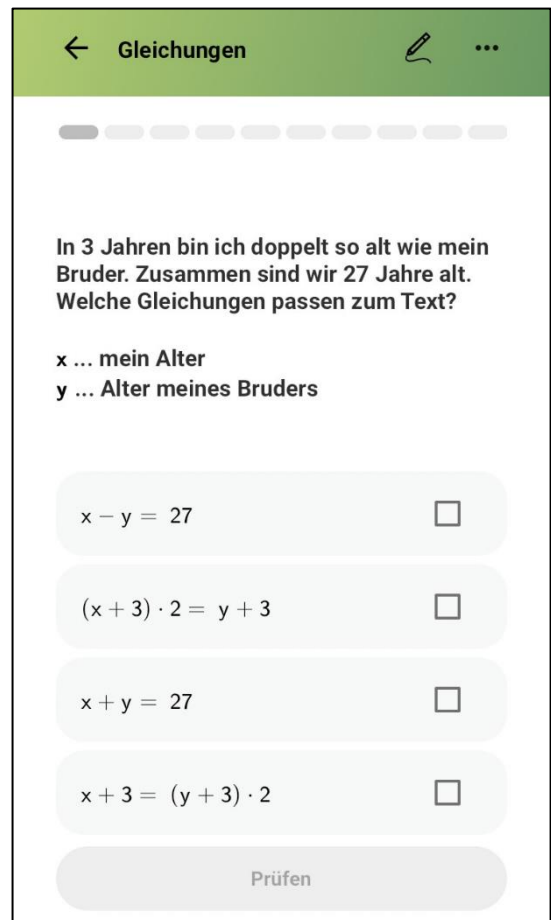 Gleichungen
In 3 Jahren bin ich doppelt so alt wie mein
Bruder. Zusammen sind wir 27 Jahre alt.
Welche Gleichungen passen zum Text?
x ... mein Alter
y ... Alter meines Bruders
x − y = 27
(x + 3) · 2 = y + 3
x + y = 27
x + 3 = (y + 3) · 2
Prüfen